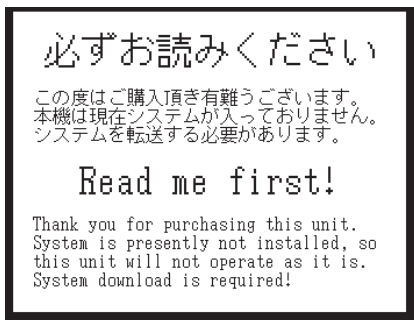 必ずお読みください
この度はご購入頂き有難うございます。
本機は現在システムが入っておりません。
システムを転送する必要があります。
Read me first!
Thank you for purchasing this unit.
System is presently not installed, so
this unit will not operate as it is.
System download is required!